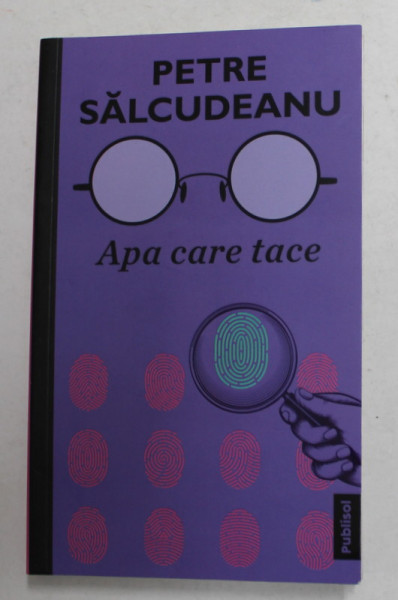 PETRE
SĂLCUDEANU
Apa care tace
Publisol